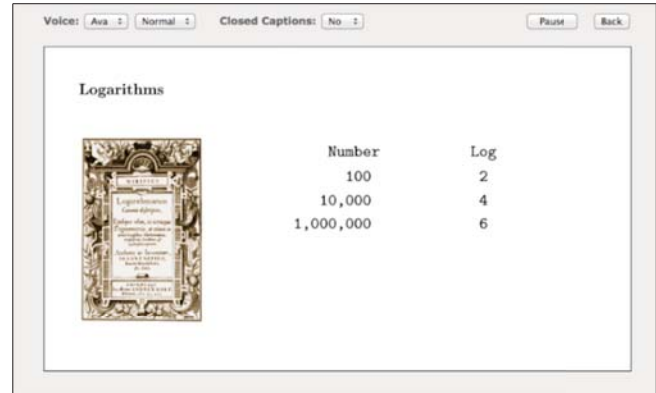 Voice: Ava Normal Closed Captions: No Pause Back
Logarithms
Number Log
100 2
10,000 4
1,000,000 6
Logarithmorum